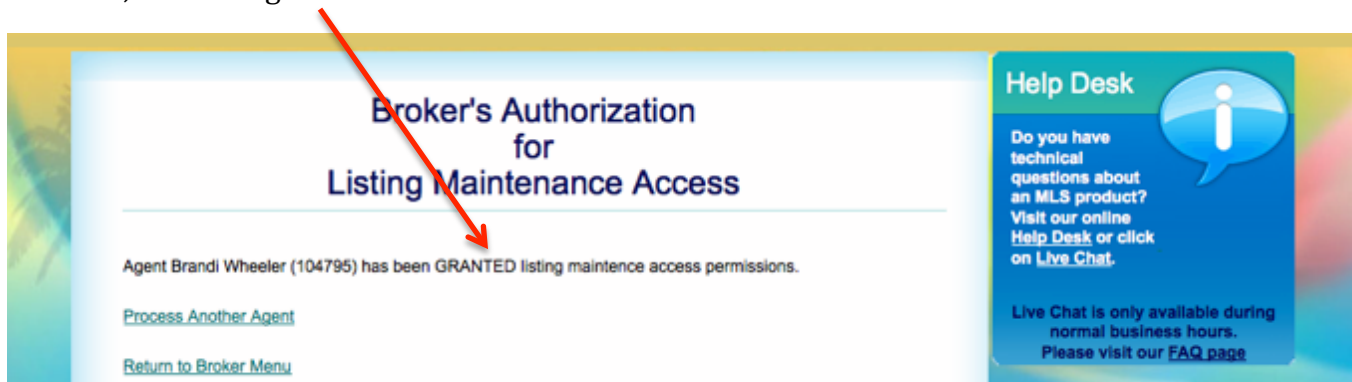 Broker's Authorization
for
Listing Maintenance Access
Agent Brandi Wheeler (104795) has been GRANTED listing maintence access permissions.
Process Another Agent
Return to Broker Menu
Help Desk
Do you have
technical
questions about
an MLS product?
Visit our online
Help Desk or click
on Live Chat.
Live Chat is only available during
normal business hours.
Please visit our FAQ page